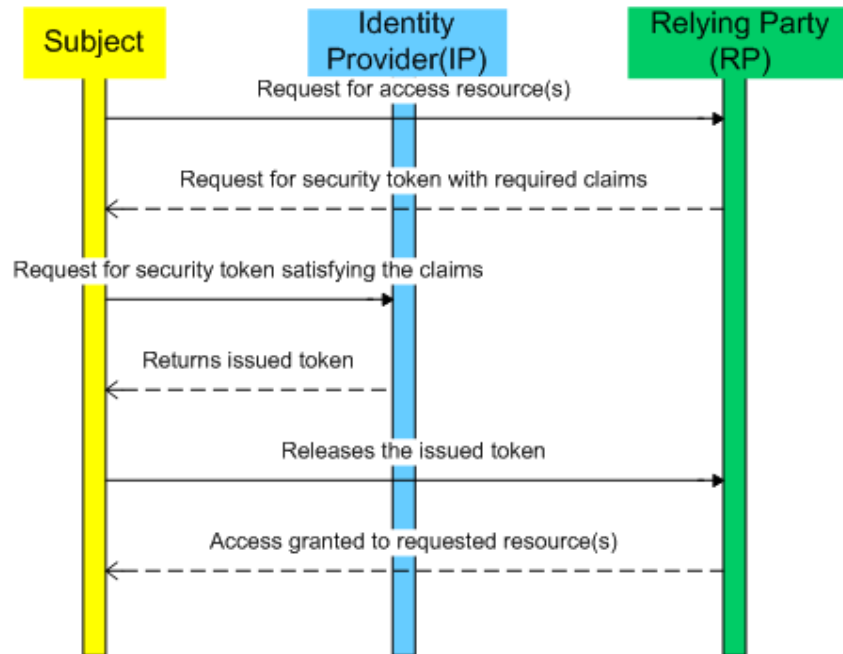 Subject
Identity
Provider(IP)
Relying Party
(RP)
Request for access resource(s)
Request for security token with required claims
Request for security token satisfying the claims
Returns issued token
Releases the issued token
Access granted to requested resource(s)